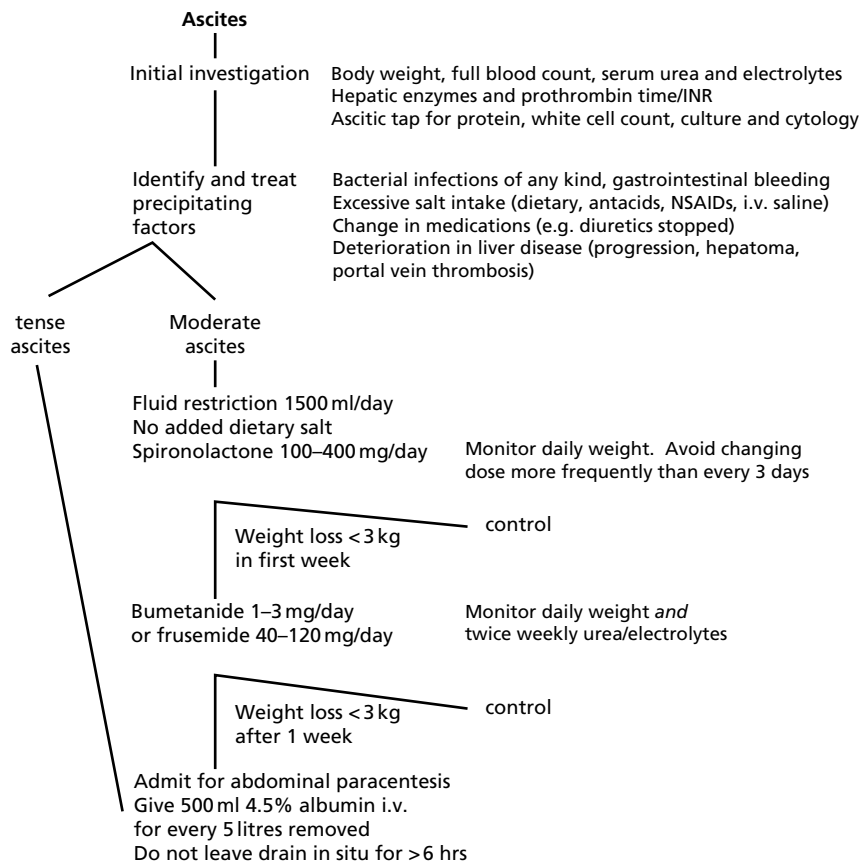 Ascites
Initial investigation
Body weight, full blood count, serum urea and electrolytes
Hepatic enzymes and prothrombin time/INR
Ascitic tap for protein, white cell count, culture and cytology
Identify and treat
precipitating
factors
Bacterial infections of any kind, gastrointestinal bleeding
Excessive salt intake (dietary, antacids, NSAIDs, i.v. saline)
Change in medications (e.g. diuretics stopped)
Deterioration in liver disease (progression, hepatoma,
portal vein thrombosis)
tense
ascites
Moderate
ascites
Fluid restriction 1500 ml/day
No added dietary salt
Spironolactone 100–400 mg/day
Monitor daily weight. Avoid changing
dose more frequently than every 3 days
Weight loss < 3 kg
in first week
control
Bumetanide 1–3 mg/day
or frusemide 40–120 mg/day
Monitor daily weight and
twice weekly urea/electrolytes
Weight loss < 3 kg
after 1 week
control
Admit for abdominal paracentesis
Give 500 ml 4.5% albumin i.v.
for every 5 litres removed
Do not leave drain in situ for > 6 hrs